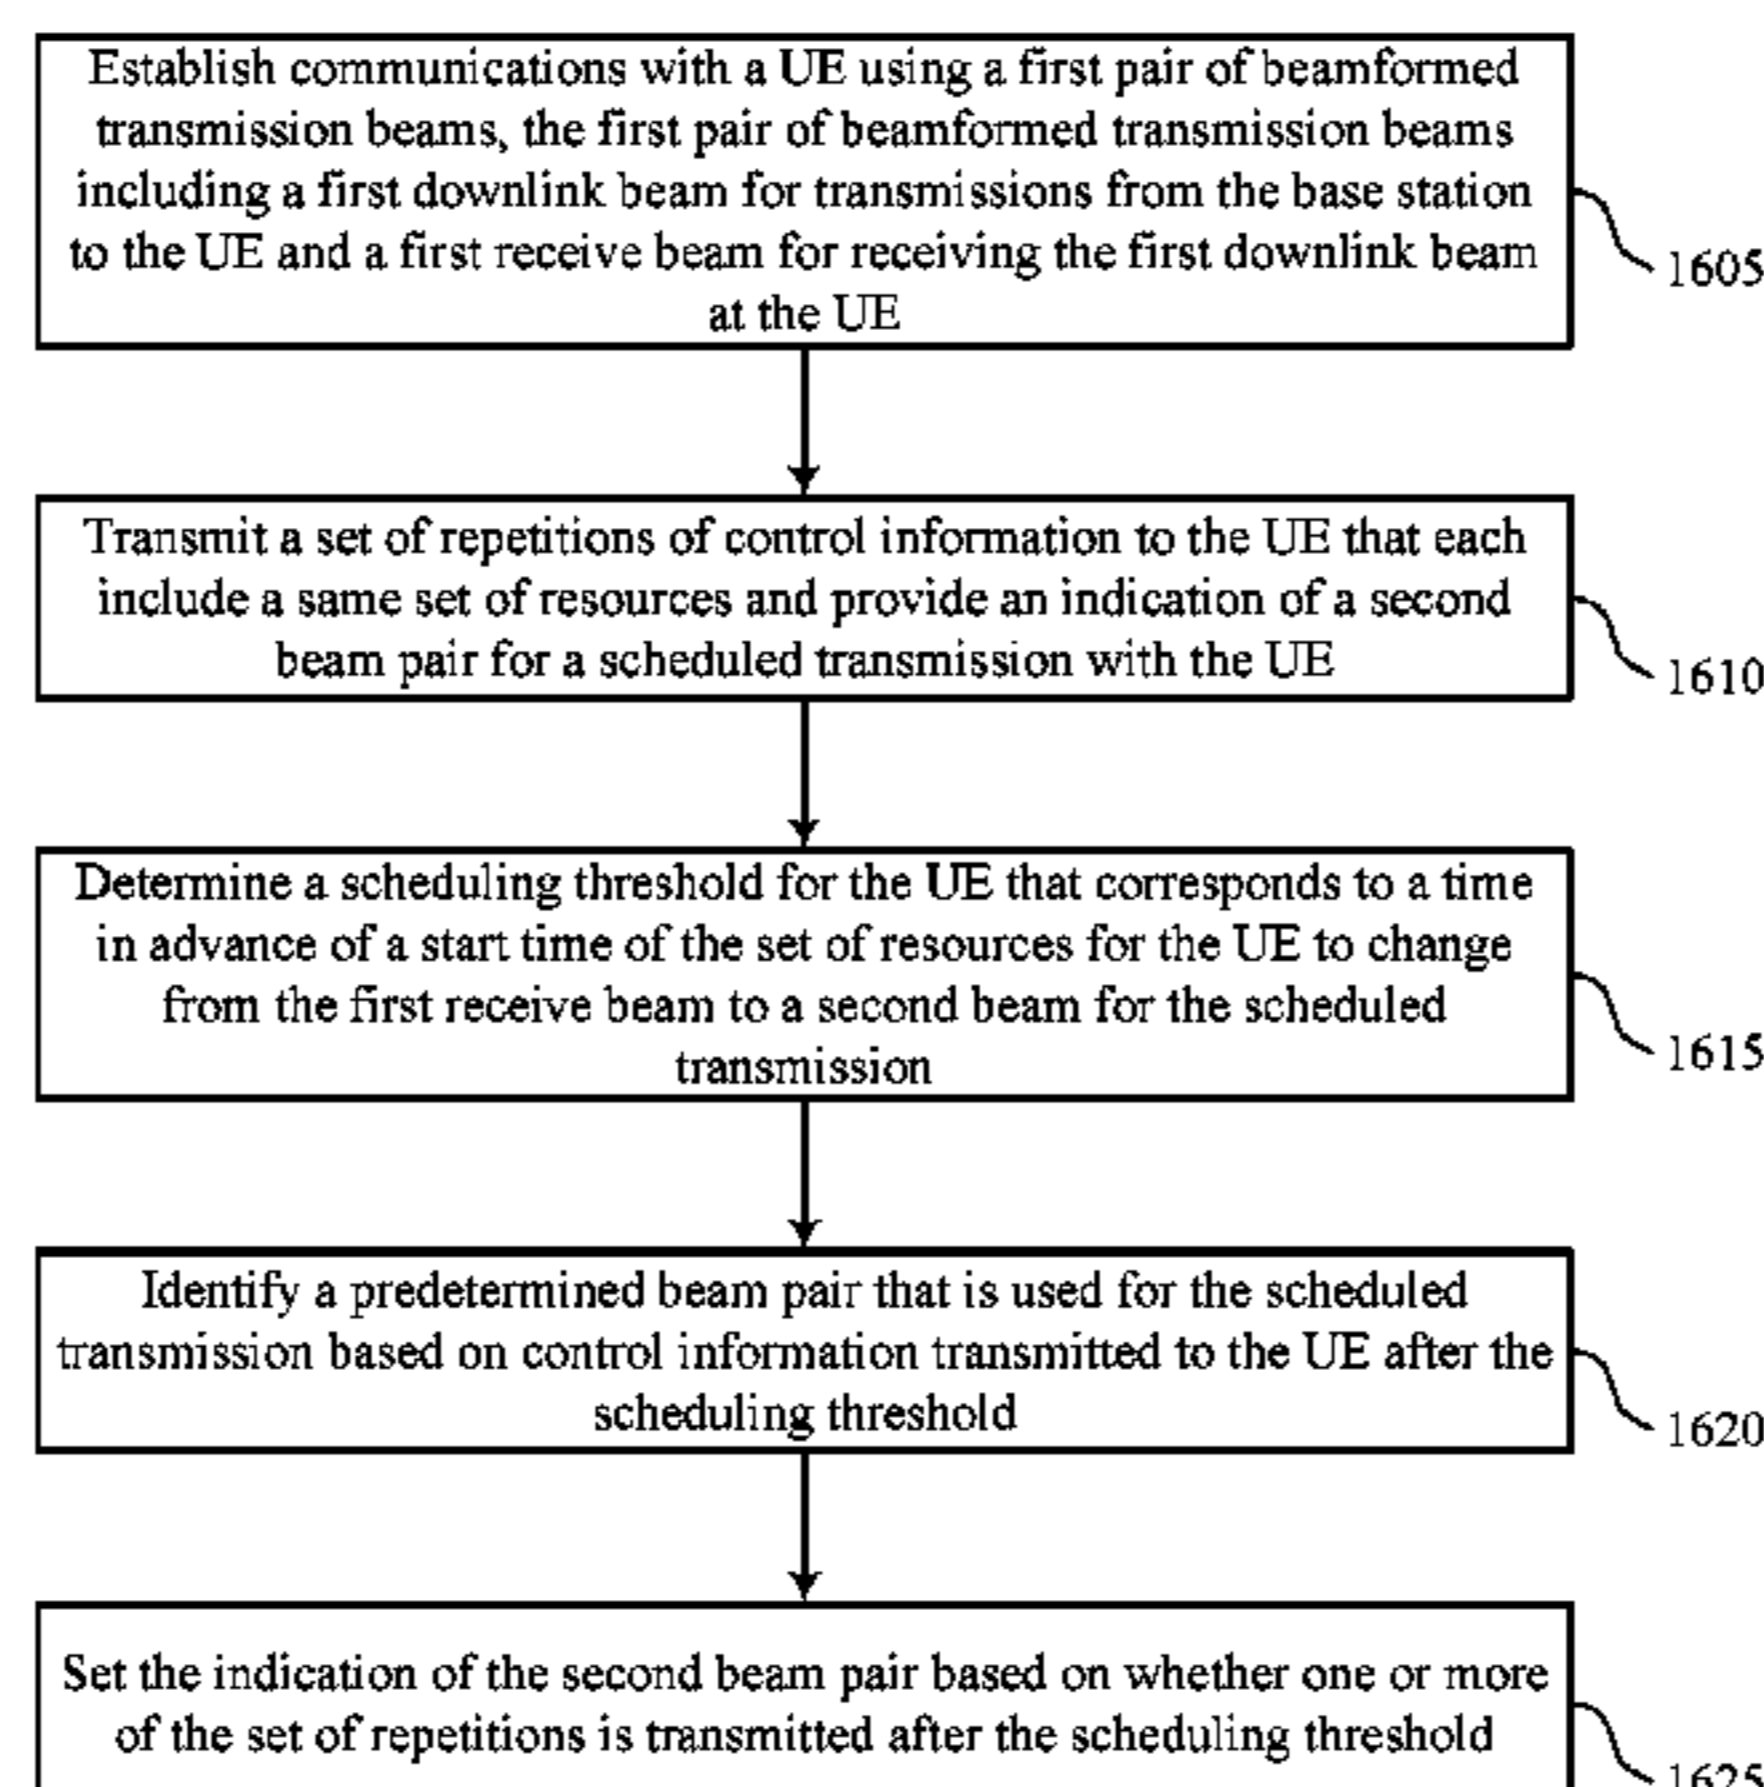 Establish communications with a UE using a first pair of beamformed
transmission beams, the first pair of beamformed transmission beams
including a first downlink beam for transmissions from the base station
to the UE and a first receive beam for receiving the first downlink beam
at the UE
1605
Transmit a set of repetitions of control information to the UE that each
include a same set of resources and provide an indication of a second
beam pair for a scheduled transmission with the UE
1610
Determine a scheduling threshold for the UE that corresponds to a time
in advance of a start time of the set of resources for the UE to change
from the first receive beam to a second beam for the scheduled
transmission
1615
Identify a predetermined beam pair that is used for the scheduled
transmission based on control information transmitted to the UE after the
scheduling threshold
1620
Set the indication of the second beam pair based on whether one or more
of the set of repetitions is transmitted after the scheduling threshold
1625